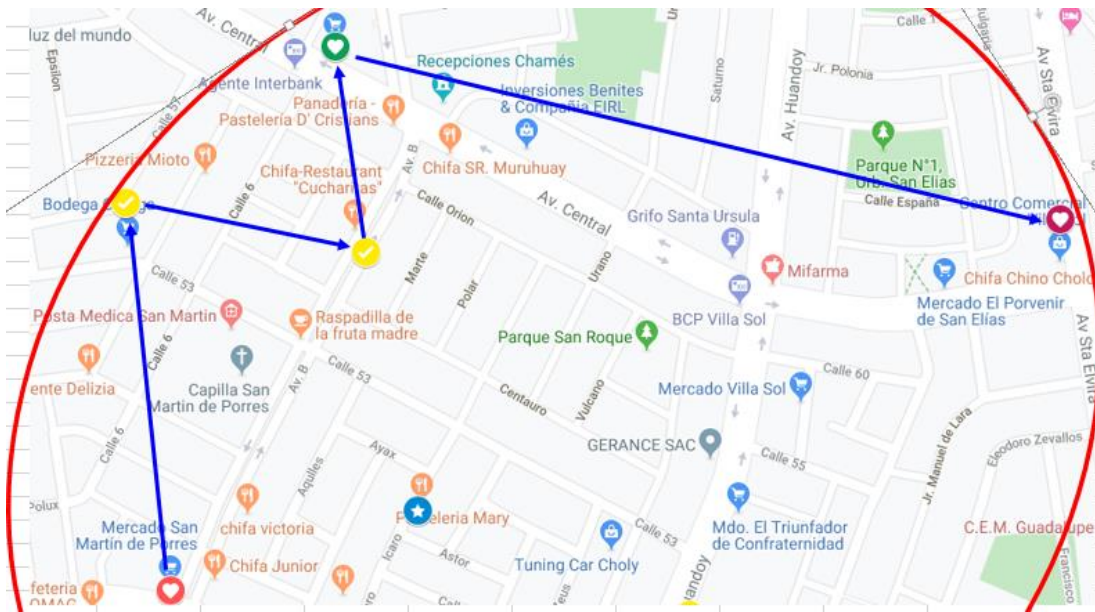 luz del mundo
Epsilon
Av. Central
Calle 57
Agente Interbank
Recepciones Chamés
Panadería -
Pastelería D' Cristians
Inversiones Benites
& Compañia EIRL
Saturno
Av. Huandoy
Jr. Polonia
Calle 1
Av Sta Elvira
Pizzeria Mioto
Calle 6
Chifa-Restaurant
Av. B
Chifa SR. Muruhuay
Parque N°1,
Urb. San Elías
Calle España
Bodega
Calle Orion
Av. Central
Grifo Santa Ursula
Centro Comercial
Marte
Polar
Urano
Mifarma
Chifa Chino Cholo
Calle 53
BCP Villa Sol
Mercado El Porvenir
de San Elías
Posta Medica San Martin
Raspadilla de
la fruta madre
Parque San Roque
Av Sta Elvira
Calle 6
ente Delizia
Capilla San
Martin de Porres
Av. B
Calle 53
Centauro
Vulcano
Mercado Villa Sol
Calle 60
Calle 6
Ayax
GERANCE SAC
Calle 55
Jr. Manuel de Lara
Eleodoro Zevallos
Aquilles
Polux
Mercado San
Martín de Porres
chifa victoria
Mary
Calle 53
Mdo. El Triunfador
de Confraternidad
C.E.M. Guadalupe
Chifa Junior
Icaro
Astor
Tuning Car Choly
Francisco
feteria